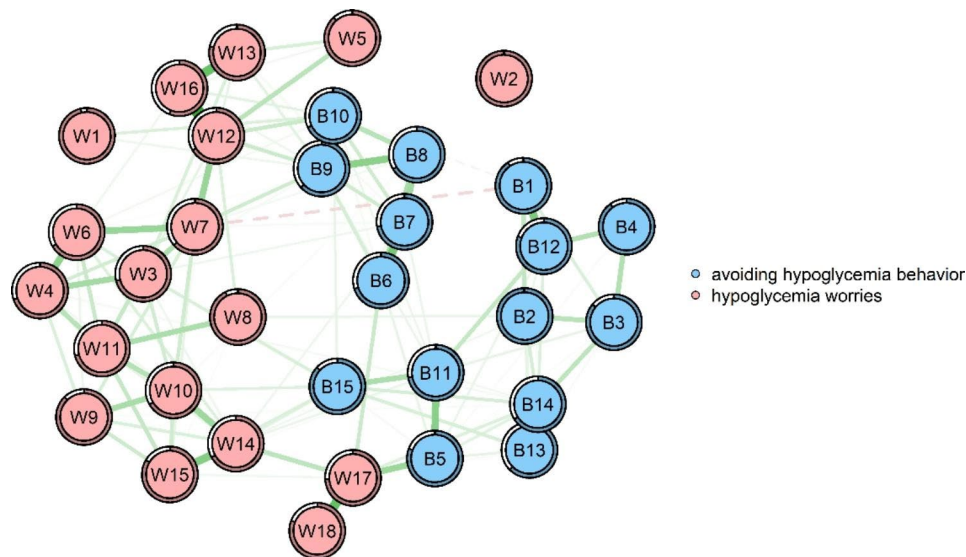 W5
W13
W2
W16
B10
W1
W12
B8
B9
B1
B7
W7
B4
W6
B12
W3
B6
W4
W8
B2
B3
W11
B11
B15
W10
B14
W9
W14
B13
B5
W15
W17
W18
avoiding hypoglycemia behavior
hypoglycemia worries